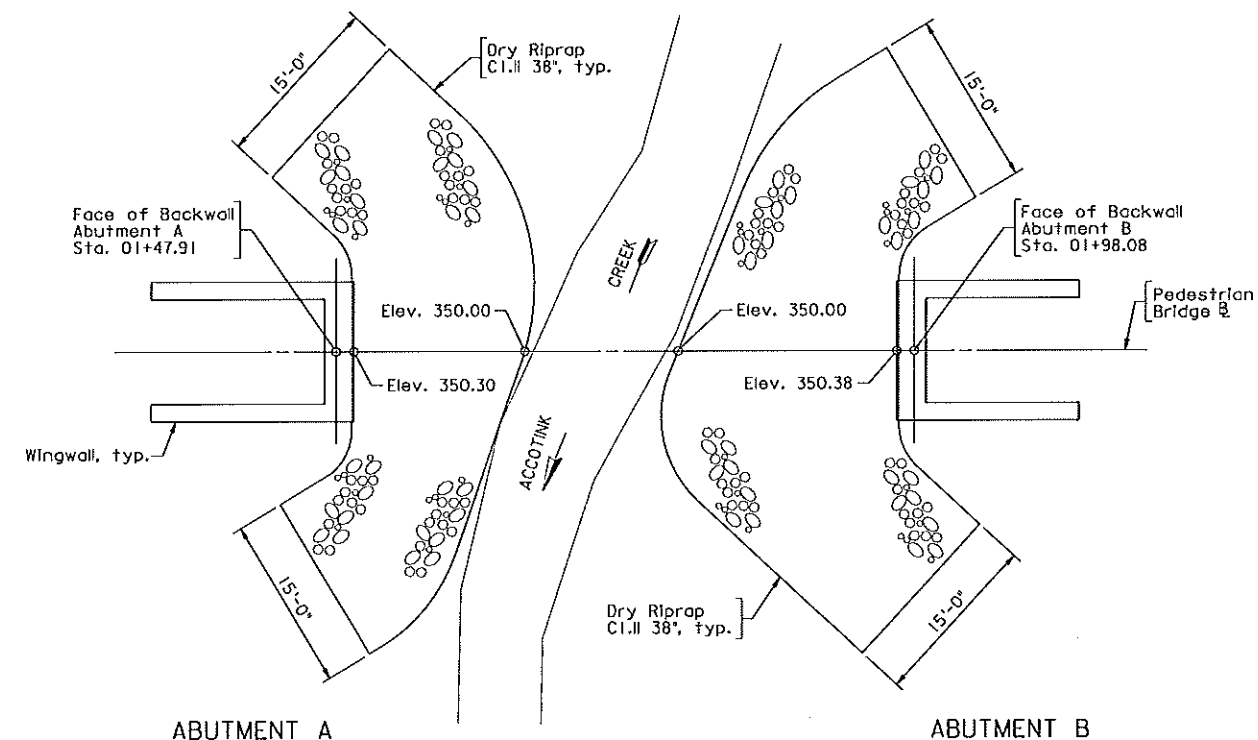 15'-0"
Dry Riprap
Cl.II 38", typ.
15'-0"
Face of Backwall
Abutment A
Sta. 01+47.91
Face of Backwall
Abutment B
Sta. 01+98.08
CREEK
Elev. 350.00
Elev. 350.00
Pedestrian
Bridge ⅊
Elev. 350.30
Elev. 350.38
Wingwall, typ.
ACCOTINK
15'-0"
Dry Riprap
Cl.II 38", typ.
15'-0"
ABUTMENT A
ABUTMENT B